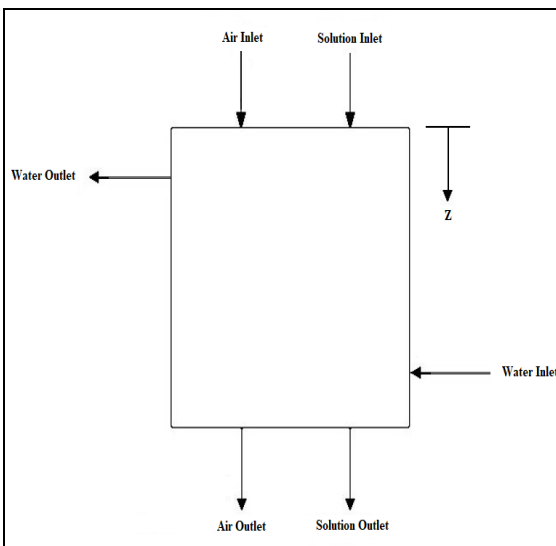 Air Inlet
Solution Inlet
Water Outlet
Z
Water Inlet
Air Outlet
Solution Outlet